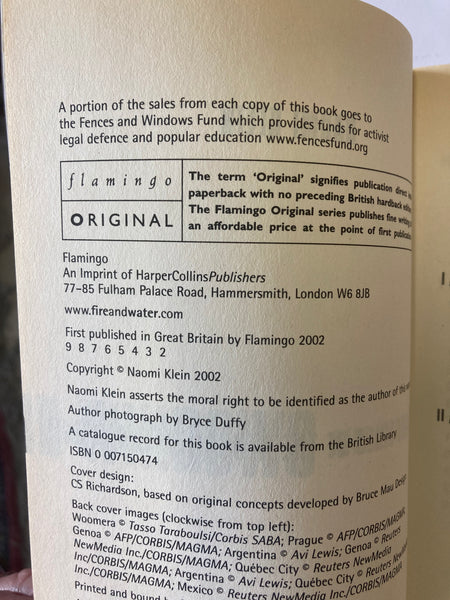 A portion of the sales from each copy of this book goes to
the Fences and Windows Fund which provides funds for activist
legal defence and popular education www.fencesfund.org
flamingo
ORIGINAL
The term 'Original' signifies publication direct
paperback with no preceding British hardback
The Flamingo Original series publishes fine writing
an affordable price at the point of first publication
Flamingo
An Imprint of HarperCollinsPublishers
77–85 Fulham Palace Road, Hammersmith, London W6 8JB
www.fireandwater.com
First published in Great Britain by Flamingo 2002
9 8 7 6 5 4 3 2
Copyright © Naomi Klein 2002
Naomi Klein asserts the moral right to be identified as the author of this
Author photograph by Bryce Duffy
A catalogue record for this book is available from the British Library
ISBN 0 007150474
Cover design:
CS Richardson, based on original concepts developed by Bruce Mau Design
Back cover images (clockwise from top left):
Woomera © Tasso Taraboulsi/Corbis SABA; Prague © AFP/CORBIS/MAGMA;
Genoa © AFP/CORBIS/MAGMA; Argentina © Avi Lewis; Genoa © Reuters
NewMedia Inc./CORBIS/MAGMA; Québec City © Reuters NewMedia
Inc/CORBIS/MAGMA; Argentina © Avi Lewis; Québec City © Reuters NewMedia
Inc./CORBIS/MAGMA; Mexico © Reuters NewMedia Inc./CORBIS/MAGMA
Printed and bound
I
II